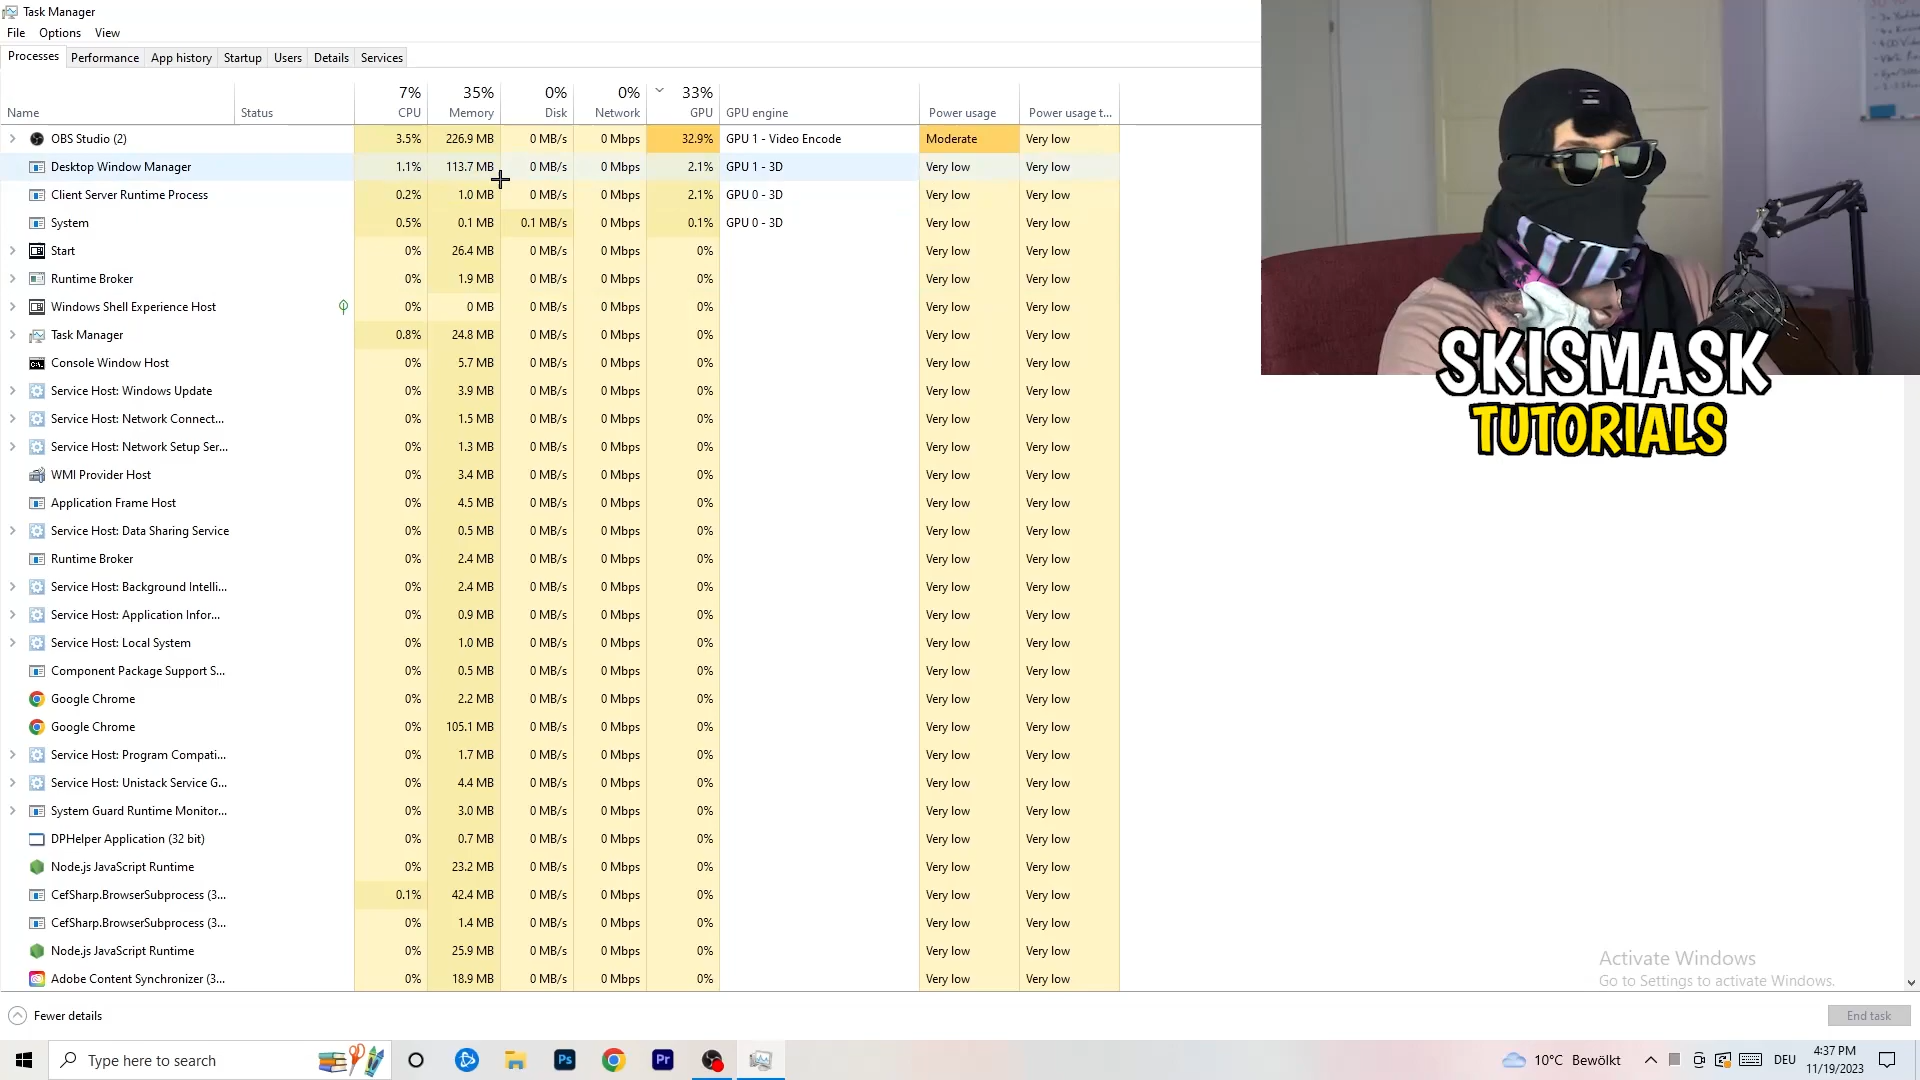 Task Manager
File Options View
Processes Performance App history Startup Users Details Services
7% 35% 0% 0% 33%
Name Status CPU Memory Disk Network GPU GPU engine Power usage Power usage t...
OBS Studio (2) 3.5% 226.9 MB 0 MB/s 0 Mbps 32.9% GPU 1 - Video Encode Moderate Very low
Desktop Window Manager 1.1% 113.7 MB 0 MB/s 0 Mbps 2.1% GPU 1 - 3D Very low Very low
Client Server Runtime Process 0.2% 1.0 MB 0 MB/s 0 Mbps 2.1% GPU 0 - 3D Very low Very low
System 0.5% 0.1 MB 0.1 MB/s 0 Mbps 0.1% GPU 0 - 3D Very low Very low
Start 0% 26.4 MB 0 MB/s 0 Mbps 0% Very low Very low
Runtime Broker 0% 1.9 MB 0 MB/s 0 Mbps 0% Very low Very low
Windows Shell Experience Host 0% 0 MB 0 MB/s 0 Mbps 0% Very low Very low
Task Manager 0.8% 24.8 MB 0 MB/s 0 Mbps 0% Very low Very low
Console Window Host 0% 5.7 MB 0 MB/s 0 Mbps 0% Very low Very low
Service Host: Windows Update 0% 3.9 MB 0 MB/s 0 Mbps 0% Very low Very low
Service Host: Network Connect... 0% 1.5 MB 0 MB/s 0 Mbps 0% Very low Very low
Service Host: Network Setup Ser... 0% 1.3 MB 0 MB/s 0 Mbps 0% Very low Very low
WMI Provider Host 0% 3.4 MB 0 MB/s 0 Mbps 0% Very low Very low
Application Frame Host 0% 4.5 MB 0 MB/s 0 Mbps 0% Very low Very low
Service Host: Data Sharing Service 0% 0.5 MB 0 MB/s 0 Mbps 0% Very low Very low
Runtime Broker 0% 2.4 MB 0 MB/s 0 Mbps 0% Very low Very low
Service Host: Background Intelli... 0% 2.4 MB 0 MB/s 0 Mbps 0% Very low Very low
Service Host: Application Infor... 0% 0.9 MB 0 MB/s 0 Mbps 0% Very low Very low
Service Host: Local System 0% 1.0 MB 0 MB/s 0 Mbps 0% Very low Very low
Component Package Support S... 0% 0.5 MB 0 MB/s 0 Mbps 0% Very low Very low
Google Chrome 0% 2.2 MB 0 MB/s 0 Mbps 0% Very low Very low
Google Chrome 0% 105.1 MB 0 MB/s 0 Mbps 0% Very low Very low
Service Host: Program Compati... 0% 1.7 MB 0 MB/s 0 Mbps 0% Very low Very low
Service Host: Unistack Service G... 0% 4.4 MB 0 MB/s 0 Mbps 0% Very low Very low
System Guard Runtime Monitor... 0% 3.0 MB 0 MB/s 0 Mbps 0% Very low Very low
DPHelper Application (32 bit) 0% 0.7 MB 0 MB/s 0 Mbps 0% Very low Very low
Node.js JavaScript Runtime 0% 23.2 MB 0 MB/s 0 Mbps 0% Very low Very low
CefSharp.BrowserSubprocess (3... 0.1% 42.4 MB 0 MB/s 0 Mbps 0% Very low Very low
CefSharp.BrowserSubprocess (3... 0% 1.4 MB 0 MB/s 0 Mbps 0% Very low Very low
Node.js JavaScript Runtime 0% 25.9 MB 0 MB/s 0 Mbps 0% Very low Very low
Adobe Content Synchronizer (3... 0% 18.9 MB 0 MB/s 0 Mbps 0% Very low Very low
SKISMASK
TUTORIALS
Activate Windows
Go to Settings to activate Windows.
Fewer details
End task
Type here to search
Ps
Pr
10°C Bewölkt
DEU
4:37 PM
11/19/2023